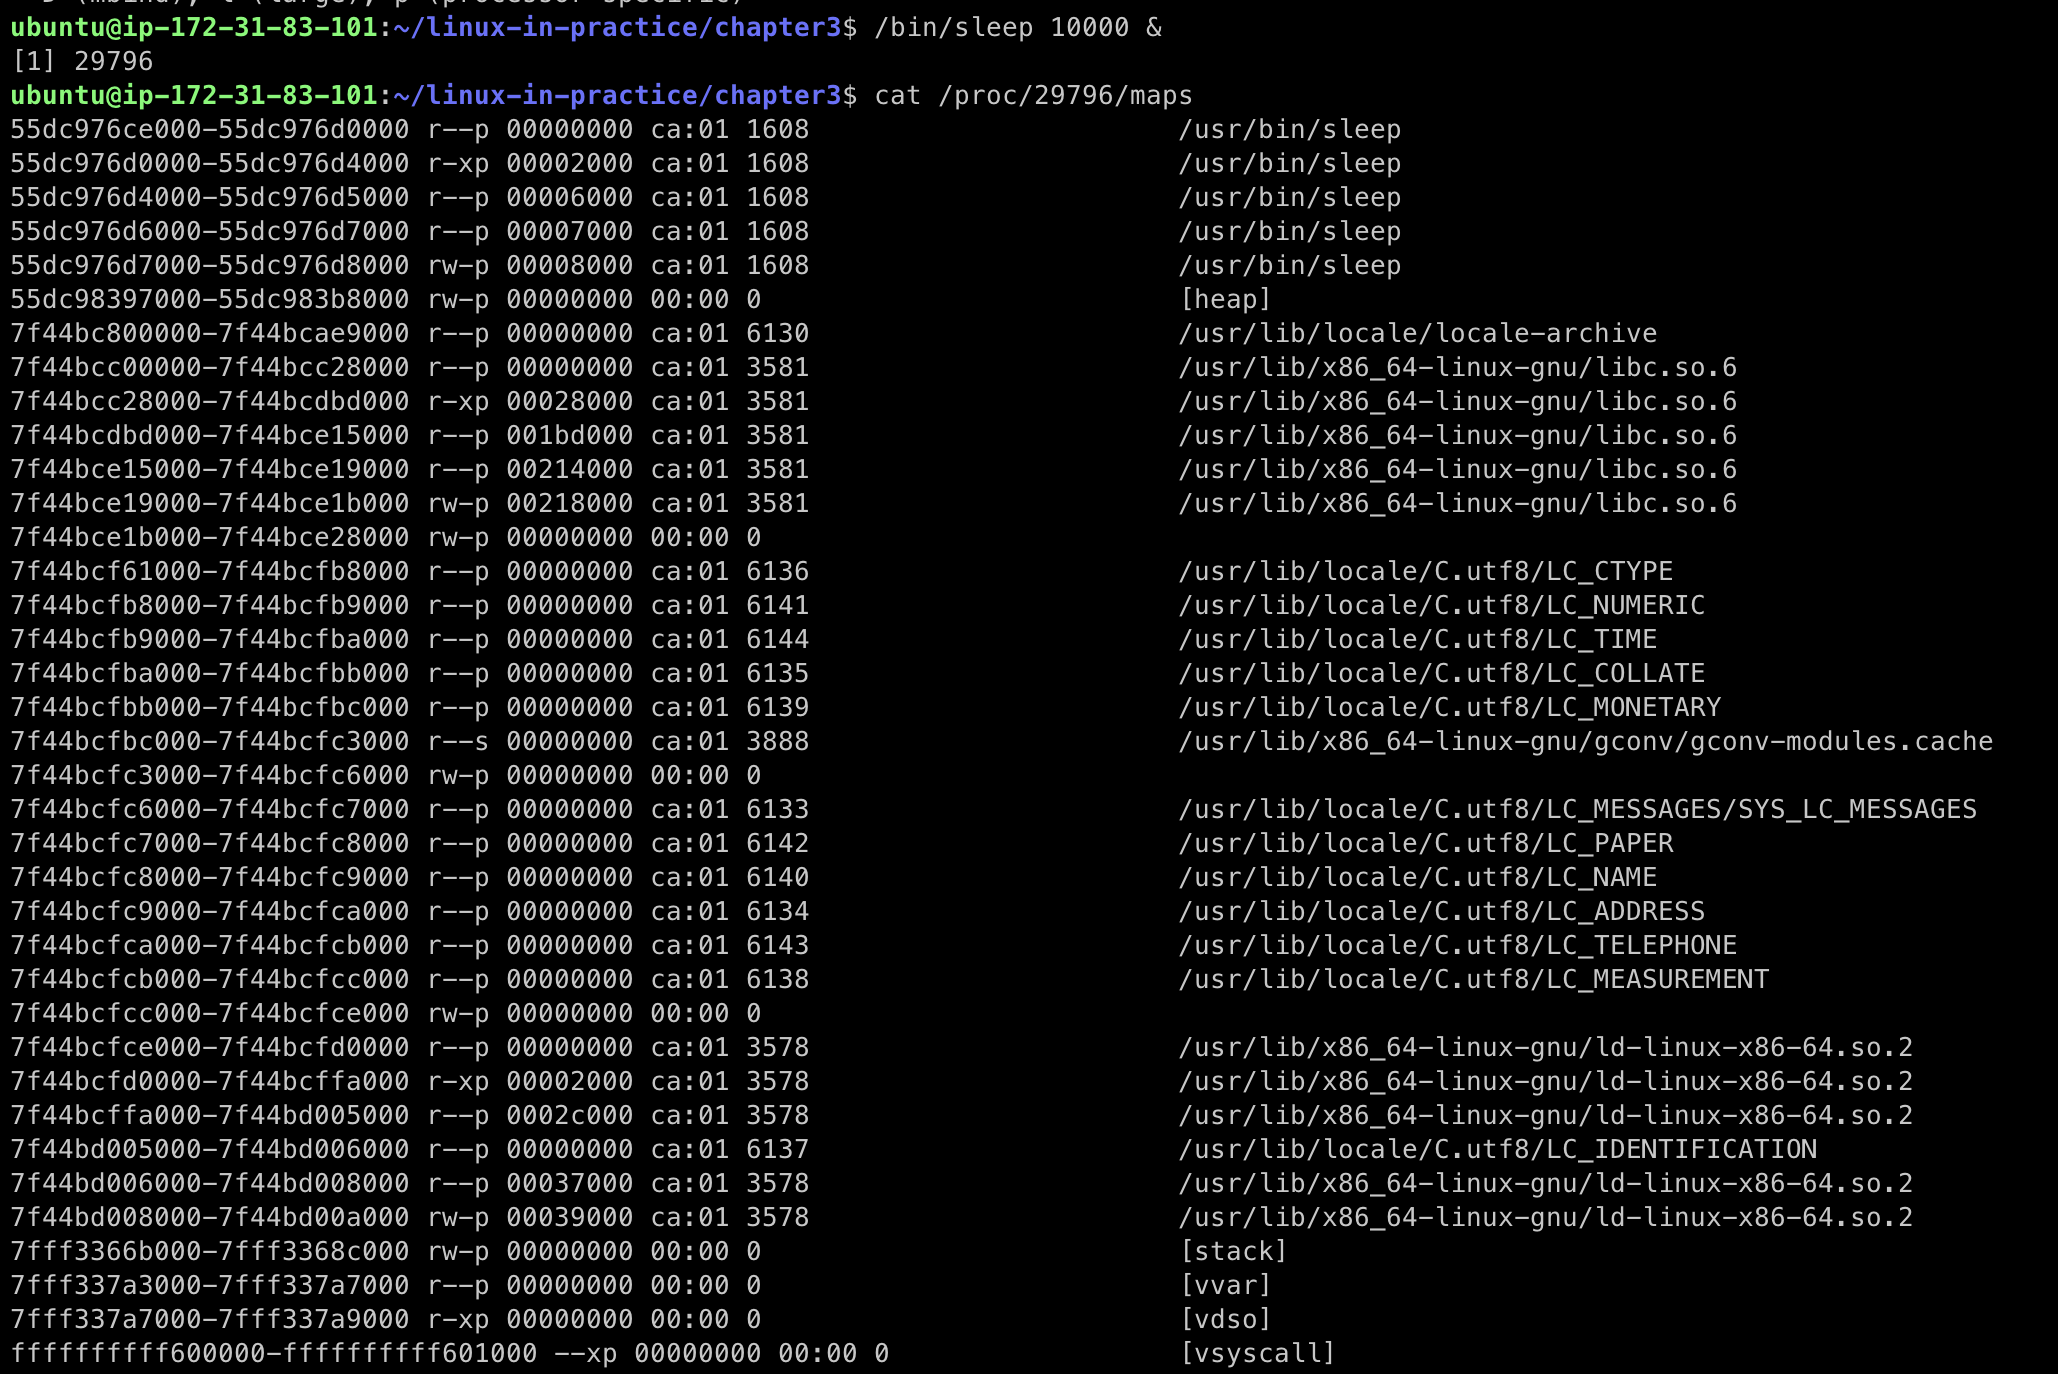 ubuntu@ip-172-31-83-101:~/linux-in-practice/chapter3$ /bin/sleep 10000 &
[1] 29796
ubuntu@ip-172-31-83-101:~/linux-in-practice/chapter3$ cat /proc/29796/maps
55dc976ce000-55dc976d0000 r--p 00000000 ca:01 1608 /usr/bin/sleep
55dc976d0000-55dc976d4000 r-xp 00002000 ca:01 1608 /usr/bin/sleep
55dc976d4000-55dc976d5000 r--p 00006000 ca:01 1608 /usr/bin/sleep
55dc976d6000-55dc976d7000 r--p 00007000 ca:01 1608 /usr/bin/sleep
55dc976d7000-55dc976d8000 rw-p 00008000 ca:01 1608 /usr/bin/sleep
55dc98397000-55dc983b8000 rw-p 00000000 00:00 0 [heap]
7f44bc800000-7f44bcae9000 r--p 00000000 ca:01 6130 /usr/lib/locale/locale-archive
7f44bcc00000-7f44bcc28000 r--p 00000000 ca:01 3581 /usr/lib/x86_64-linux-gnu/libc.so.6
7f44bcc28000-7f44bcdbd000 r-xp 00028000 ca:01 3581 /usr/lib/x86_64-linux-gnu/libc.so.6
7f44bcdbd000-7f44bce15000 r--p 001bd000 ca:01 3581 /usr/lib/x86_64-linux-gnu/libc.so.6
7f44bce15000-7f44bce19000 r--p 00214000 ca:01 3581 /usr/lib/x86_64-linux-gnu/libc.so.6
7f44bce19000-7f44bce1b000 rw-p 00218000 ca:01 3581 /usr/lib/x86_64-linux-gnu/libc.so.6
7f44bce1b000-7f44bce28000 rw-p 00000000 00:00 0
7f44bcf61000-7f44bcfb8000 r--p 00000000 ca:01 6136 /usr/lib/locale/C.utf8/LC_CTYPE
7f44bcfb8000-7f44bcfb9000 r--p 00000000 ca:01 6141 /usr/lib/locale/C.utf8/LC_NUMERIC
7f44bcfb9000-7f44bcfba000 r--p 00000000 ca:01 6144 /usr/lib/locale/C.utf8/LC_TIME
7f44bcfba000-7f44bcfbb000 r--p 00000000 ca:01 6135 /usr/lib/locale/C.utf8/LC_COLLATE
7f44bcfbb000-7f44bcfbc000 r--p 00000000 ca:01 6139 /usr/lib/locale/C.utf8/LC_MONETARY
7f44bcfbc000-7f44bcfc3000 r--s 00000000 ca:01 3888 /usr/lib/x86_64-linux-gnu/gconv/gconv-modules.cache
7f44bcfc3000-7f44bcfc6000 rw-p 00000000 00:00 0
7f44bcfc6000-7f44bcfc7000 r--p 00000000 ca:01 6133 /usr/lib/locale/C.utf8/LC_MESSAGES/SYS_LC_MESSAGES
7f44bcfc7000-7f44bcfc8000 r--p 00000000 ca:01 6142 /usr/lib/locale/C.utf8/LC_PAPER
7f44bcfc8000-7f44bcfc9000 r--p 00000000 ca:01 6140 /usr/lib/locale/C.utf8/LC_NAME
7f44bcfc9000-7f44bcfca000 r--p 00000000 ca:01 6134 /usr/lib/locale/C.utf8/LC_ADDRESS
7f44bcfca000-7f44bcfcb000 r--p 00000000 ca:01 6143 /usr/lib/locale/C.utf8/LC_TELEPHONE
7f44bcfcb000-7f44bcfcc000 r--p 00000000 ca:01 6138 /usr/lib/locale/C.utf8/LC_MEASUREMENT
7f44bcfcc000-7f44bcfce000 rw-p 00000000 00:00 0
7f44bcfce000-7f44bcfd0000 r--p 00000000 ca:01 3578 /usr/lib/x86_64-linux-gnu/ld-linux-x86-64.so.2
7f44bcfd0000-7f44bcffa000 r-xp 00002000 ca:01 3578 /usr/lib/x86_64-linux-gnu/ld-linux-x86-64.so.2
7f44bcffa000-7f44bd005000 r--p 0002c000 ca:01 3578 /usr/lib/x86_64-linux-gnu/ld-linux-x86-64.so.2
7f44bd005000-7f44bd006000 r--p 00000000 ca:01 6137 /usr/lib/locale/C.utf8/LC_IDENTIFICATION
7f44bd006000-7f44bd008000 r--p 00037000 ca:01 3578 /usr/lib/x86_64-linux-gnu/ld-linux-x86-64.so.2
7f44bd008000-7f44bd00a000 rw-p 00039000 ca:01 3578 /usr/lib/x86_64-linux-gnu/ld-linux-x86-64.so.2
7fff3366b000-7fff3368c000 rw-p 00000000 00:00 0 [stack]
7fff337a3000-7fff337a7000 r--p 00000000 00:00 0 [vvar]
7fff337a7000-7fff337a9000 r-xp 00000000 00:00 0 [vdso]
ffffffffff600000-ffffffffff601000 --xp 00000000 00:00 0 [vsyscall]